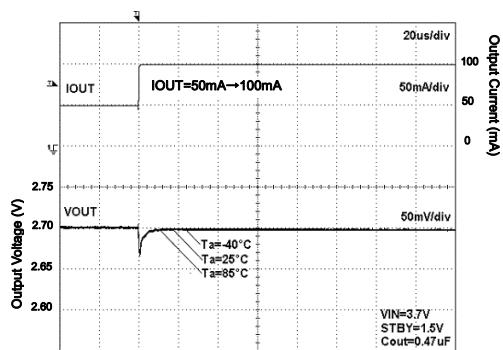 20us/div
Output Current (mA)
100
IOUT
IOUT=50mA→100mA
50mA/div
50
0
Output Voltage (V)
2.75
VOUT
50mV/div
2.70
Ta=-40°C
Ta=25°C
2.65
Ta=85°C
2.60
VIN=3.7V
STBY=1.5V
Cout=0.47uF